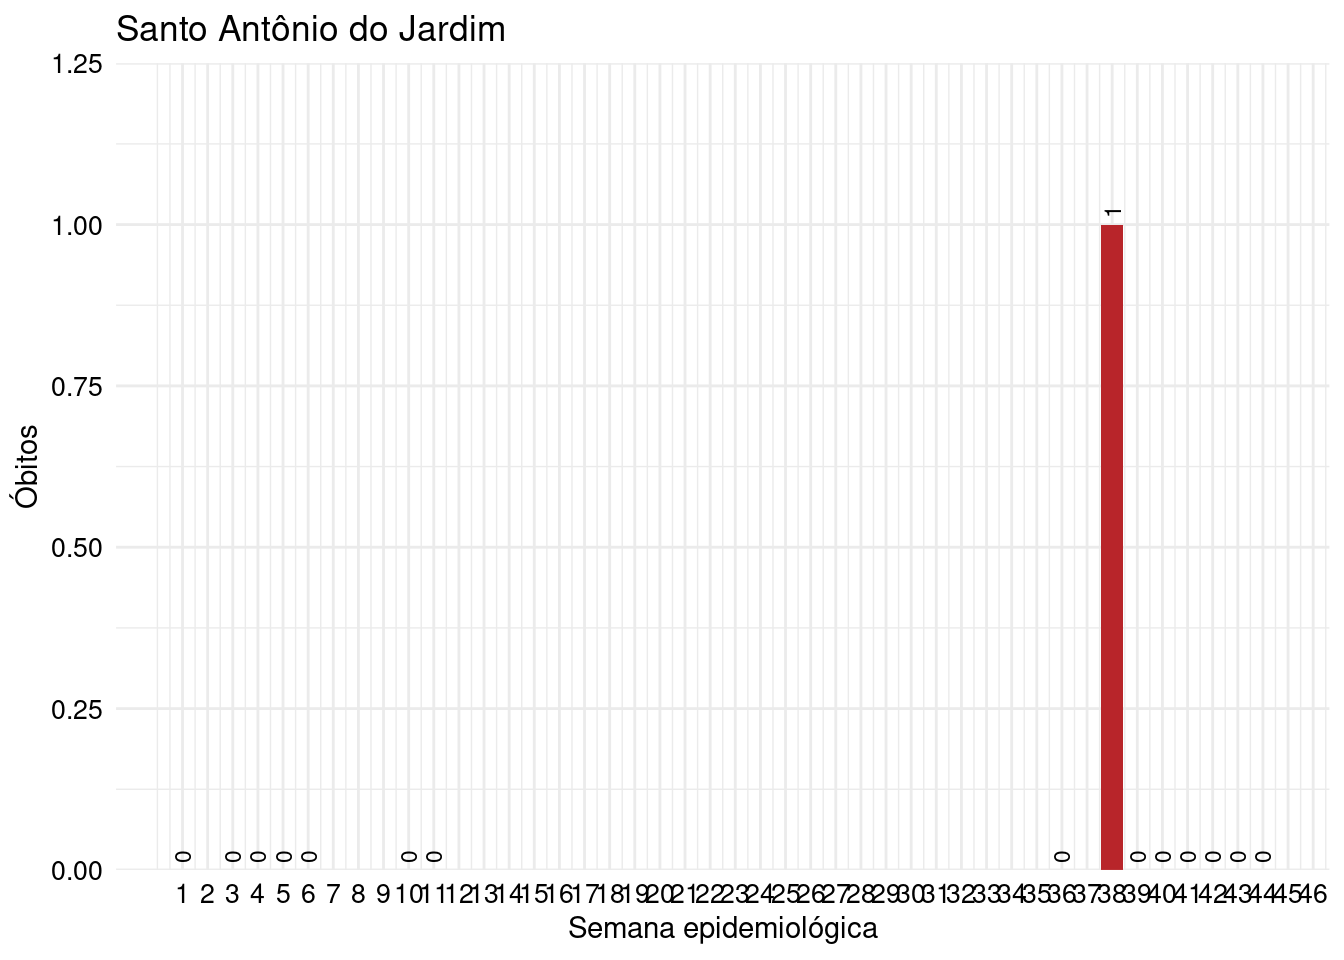 Santo Antônio do Jardim
1.25
1.00
0.75
0.50
0.25
0.00
Óbitos
1
0 0 0 0 0 0 0 0 0 0 0 0 0 0
1 2 3 4 5 6 7 8 9 10 11 12 13 14 15 16 17 18 19 20 21 22 23 24 25 26 27 28 29 30 31 32 33 34 35 36 37 38 39 40 41 42 43 44 45 46
Semana epidemiológica